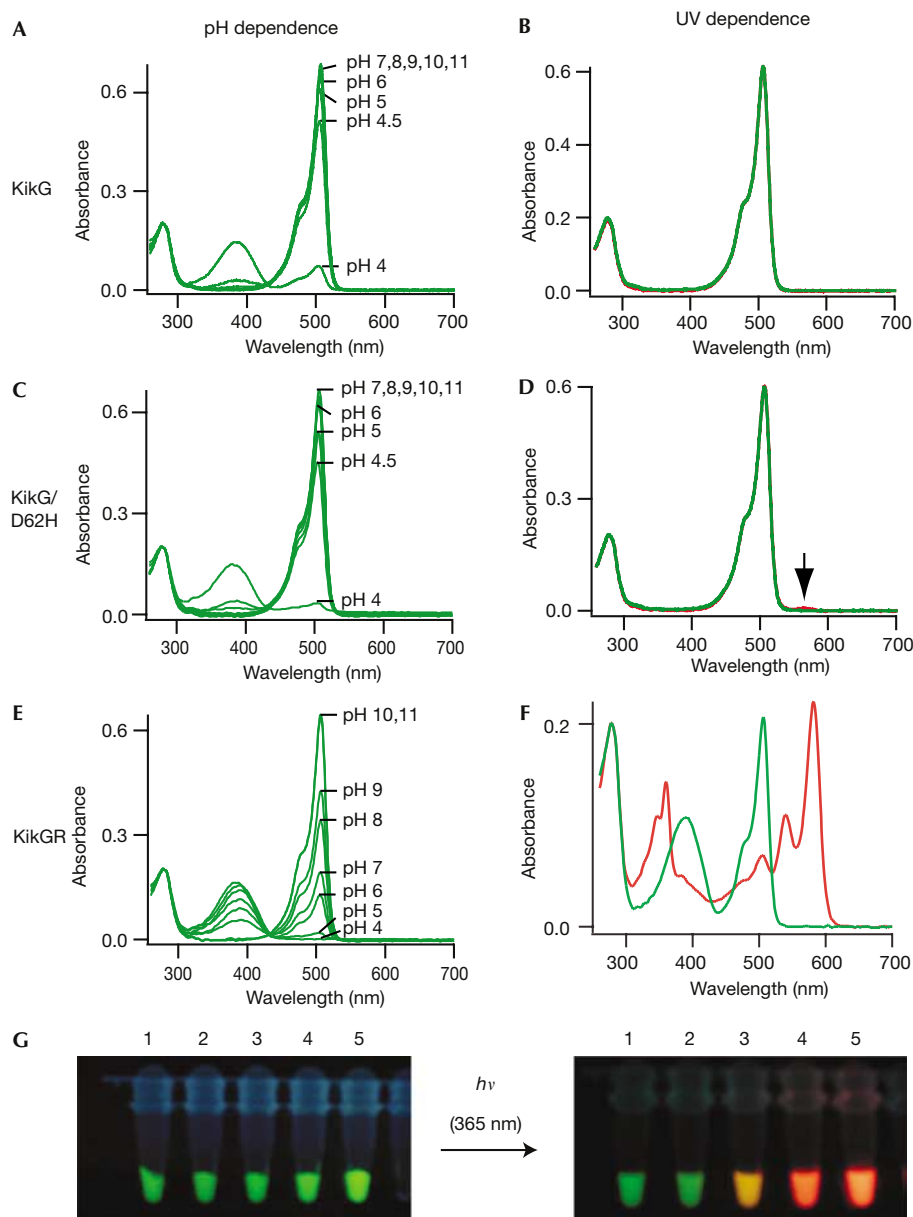 pH dependence
UV dependence
A
B
KikG
Absorbance
0.6
0.3
0.0
pH 7,8,9,10,11
pH 6
pH 5
pH 4.5
pH 4
300 400 500 600 700
Wavelength (nm)
Absorbance
0.6
0.4
0.2
0.0
300 400 500 600 700
Wavelength (nm)
C
D
KikG/
D62H
Absorbance
0.6
0.3
0.0
pH 7,8,9,10,11
pH 6
pH 5
pH 4.5
pH 4
300 400 500 600 700
Wavelength (nm)
Absorbance
0.6
0.3
0.0
300 400 500 600 700
Wavelength (nm)
E
F
KikGR
Absorbance
0.6
0.3
0.0
pH 10,11
pH 9
pH 8
pH 7
pH 6
pH 5
pH 4
300 400 500 600 700
Wavelength (nm)
Absorbance
0.2
0.0
300 400 500 600 700
Wavelength (nm)
G
1 2 3 4 5
hν
(365 nm)
1 2 3 4 5